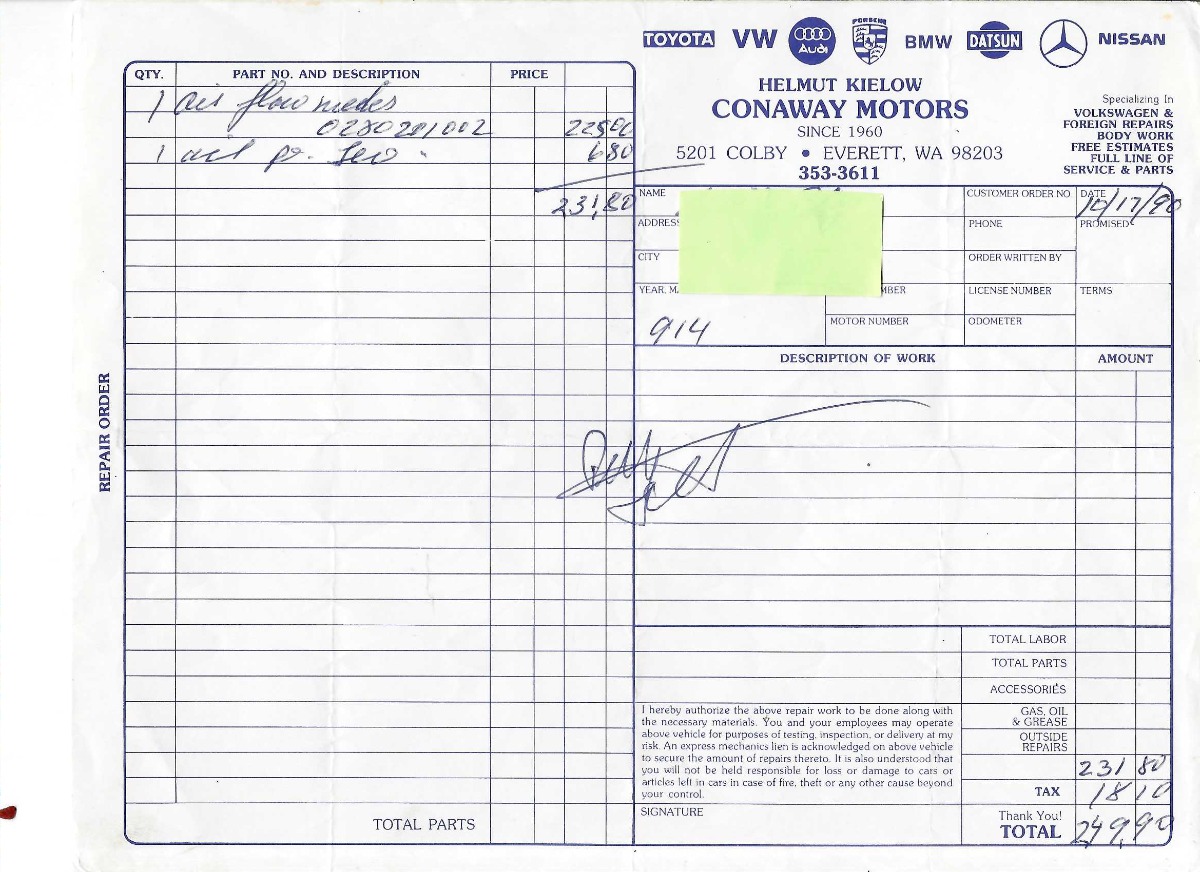 TOYOTA VW Audi PORSCHE BMW DATSUN NISSAN
HELMUT KIELOW
CONAWAY MOTORS
SINCE 1960
5201 COLBY • EVERETT, WA 98203
353-3611
Specializing In
VOLKSWAGEN &
FOREIGN REPAIRS
BODY WORK
FREE ESTIMATES
FULL LINE OF
SERVICE & PARTS
REPAIR ORDER
QTY. PART NO. AND DESCRIPTION PRICE
1 air flow
0280201002 225 00
1 6 80
231,80
TOTAL PARTS
NAME
ADDRESS
CITY
YEAR, MA
MBER
914
MOTOR NUMBER
CUSTOMER ORDER NO.
PHONE
ORDER WRITTEN BY
LICENSE NUMBER
ODOMETER
DATE
10/17/90
PROMISED
TERMS
DESCRIPTION OF WORK AMOUNT
TOTAL LABOR
TOTAL PARTS
ACCESSORIES
GAS, OIL
& GREASE
OUTSIDE
REPAIRS
231 80
TAX 18 10
Thank You!
TOTAL 249,90
I hereby authorize the above repair work to be done along with
the necessary materials. You and your employees may operate
above vehicle for purposes of testing, inspection, or delivery at my
risk. An express mechanics lien is acknowledged on above vehicle
to secure the amount of repairs thereto. It is also understood that
you will not be held responsible for loss or damage to cars or
articles left in cars in case of fire, theft or any other cause beyond
your control.
SIGNATURE